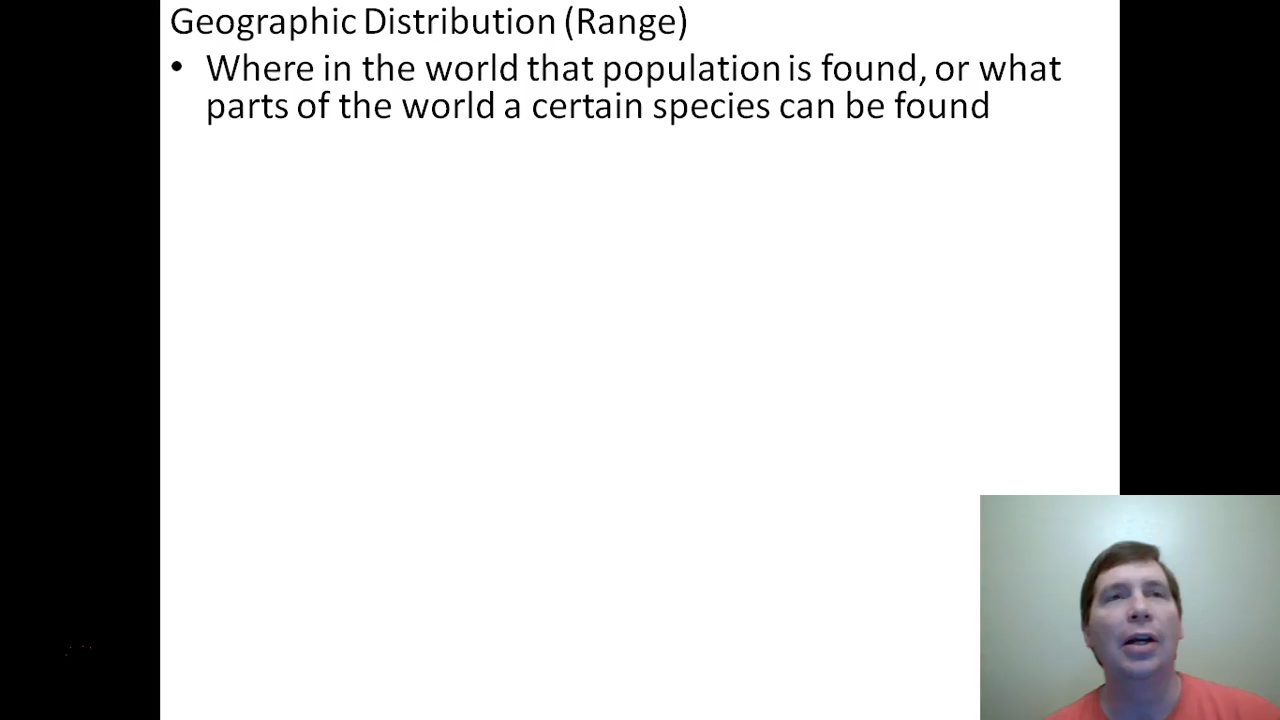 Geographic Distribution (Range)
• Where in the world that population is found, or what
parts of the world a certain species can be found